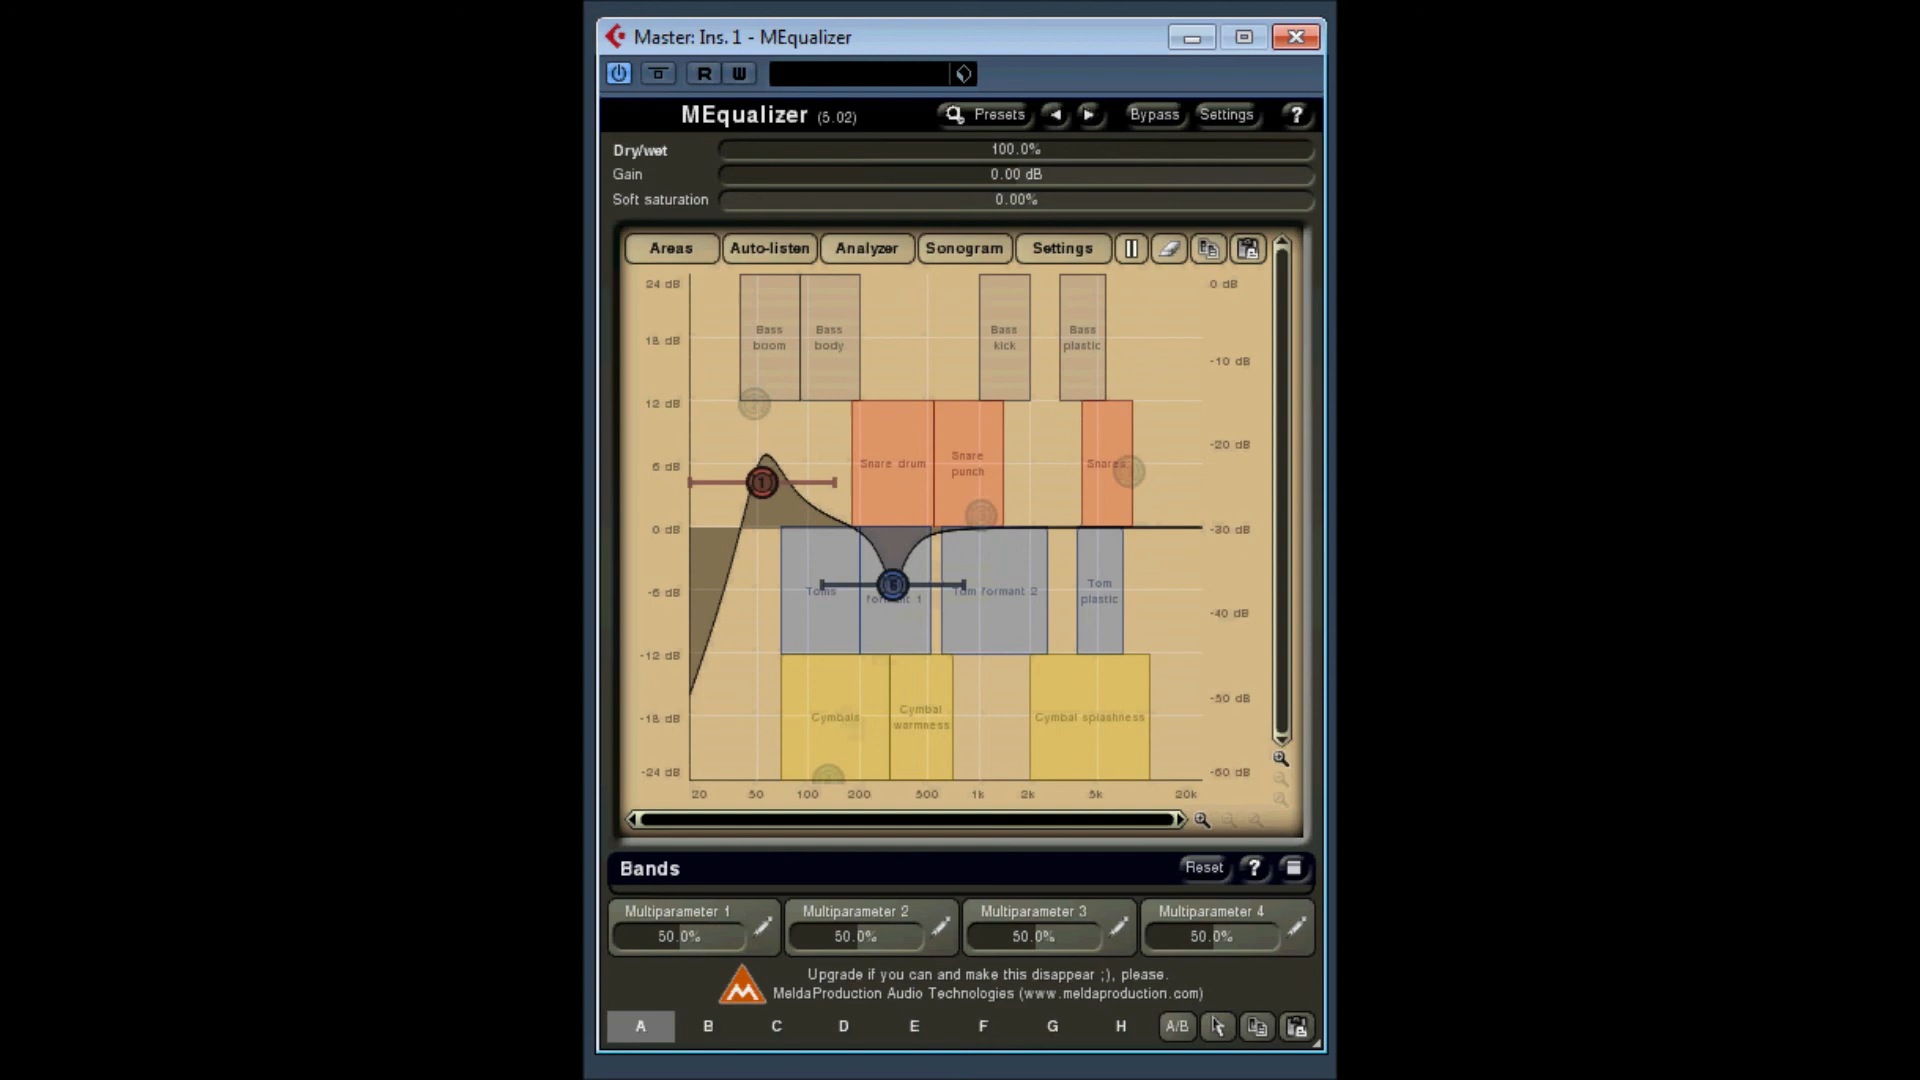 Master: Ins. 1 - MEqualizer
R W
MEqualizer (5.02) Presets Bypass Settings ?
Dry/wet 100.0%
Gain 0.00 dB
Soft saturation 0.00%
Areas Auto-listen Analyzer Sonogram Settings
24 dB 0 dB
Bass boom Bass body Bass kick Bass plastic
18 dB
-10 dB
12 dB
-20 dB
6 dB Snare drum Snare punch Snares
1
0 dB -30 dB
-6 dB Toms formant 1 Tom formant 2 Tom plastic
-40 dB
-12 dB
-50 dB
-18 dB Cymbals Cymbal warmness Cymbal splashness
-24 dB -60 dB
20 50 100 200 500 1k 2k 5k 20k
Bands Reset ?
Multiparameter 1 Multiparameter 2 Multiparameter 3 Multiparameter 4
50.0% 50.0% 50.0% 50.0%
Upgrade if you can and make this disappear ;), please.
MeldaProduction Audio Technologies (www.meldaproduction.com)
A B C D E F G H A/B